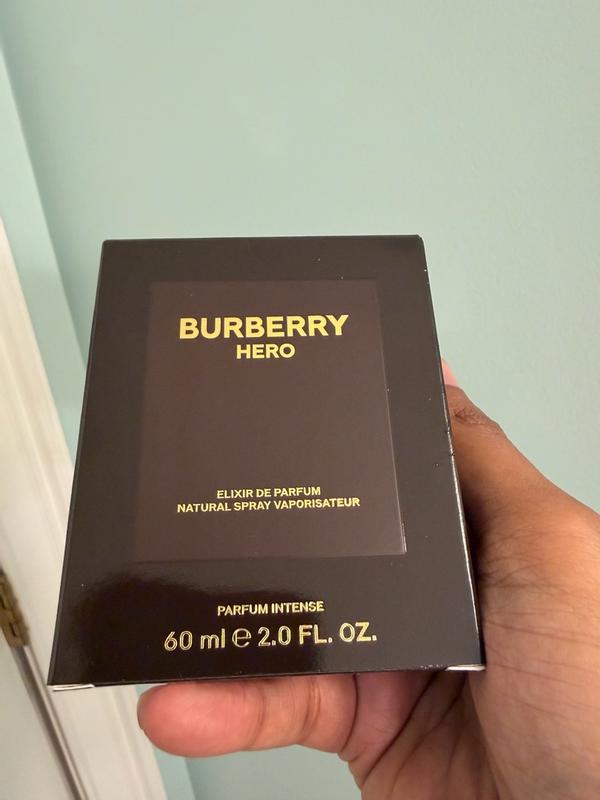 BURBERRY
HERO
ELIXIR DE PARFUM
NATURAL SPRAY VAPORISATEUR
PARFUM INTENSE
60 ml ℮ 2.0 FL. OZ.